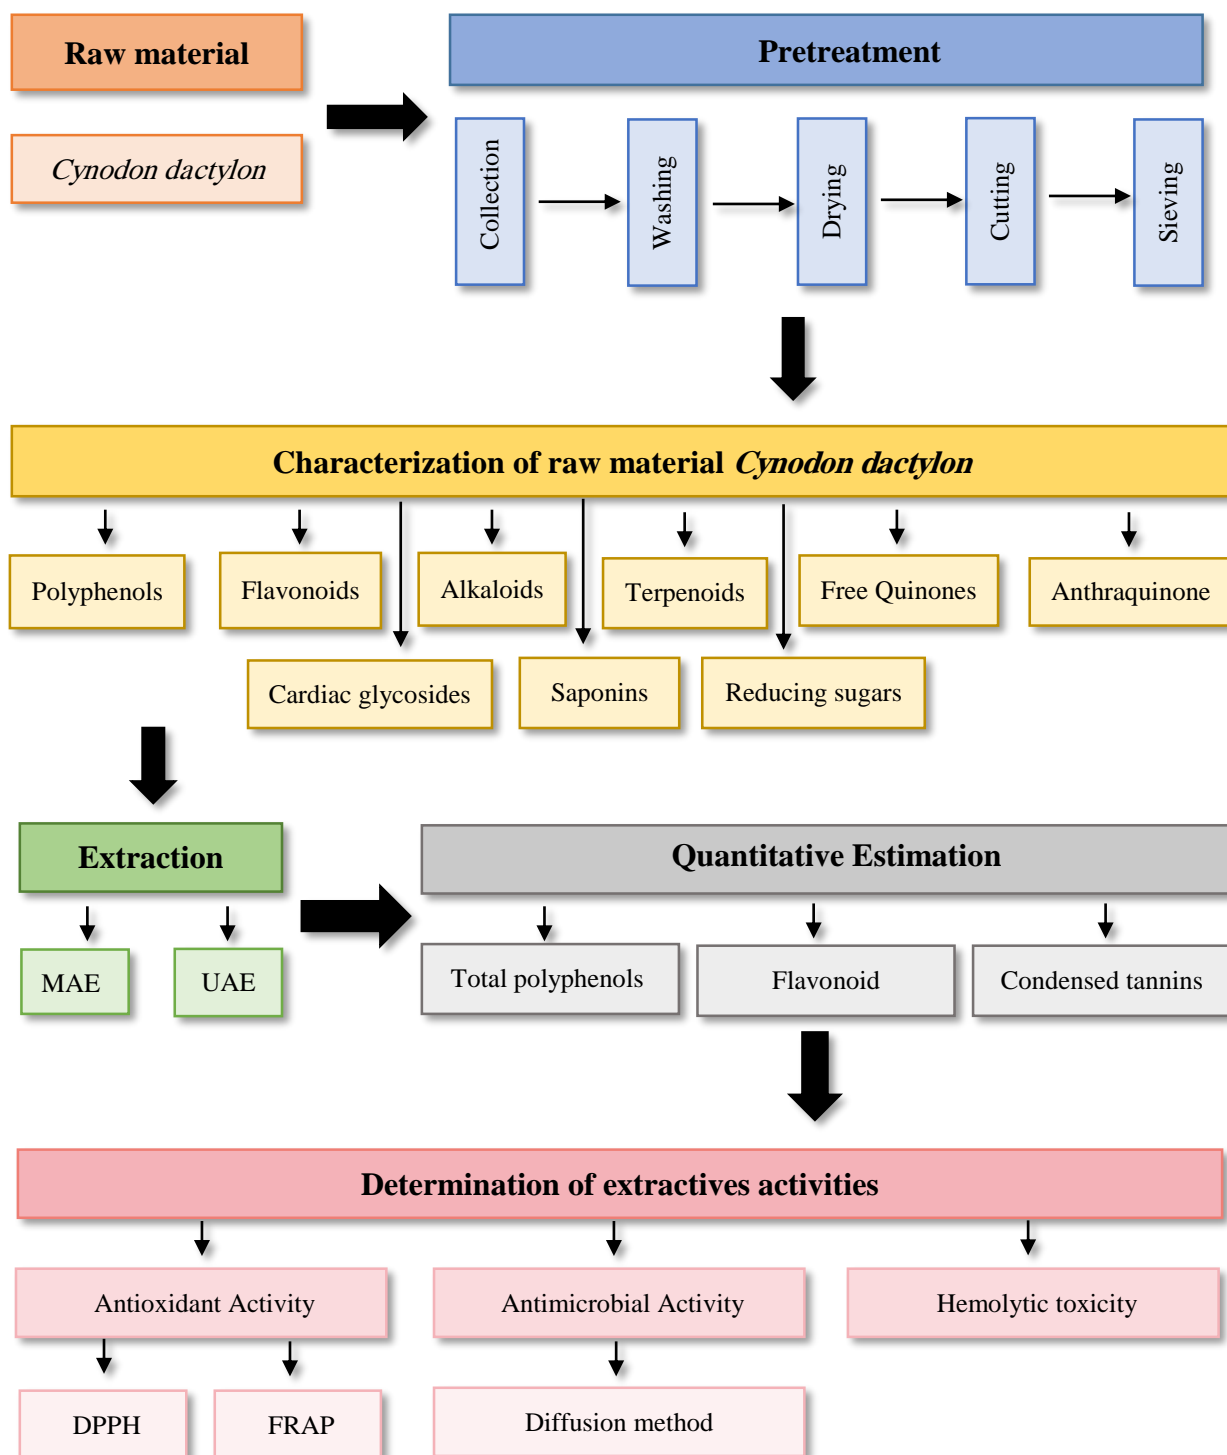 Raw material
Pretreatment
Cynodon dactylon
Collection
Washing
Drying
Cutting
Sieving
Characterization of raw material Cynodon dactylon
Polyphenols
Flavonoids
Alkaloids
Terpenoids
Free Quinones
Anthraquinone
Cardiac glycosides
Saponins
Reducing sugars
Extraction
Quantitative Estimation
MAE
UAE
Total polyphenols
Flavonoid
Condensed tannins
Determination of extractives activities
Antioxidant Activity
Antimicrobial Activity
Hemolytic toxicity
DPPH
FRAP
Diffusion method